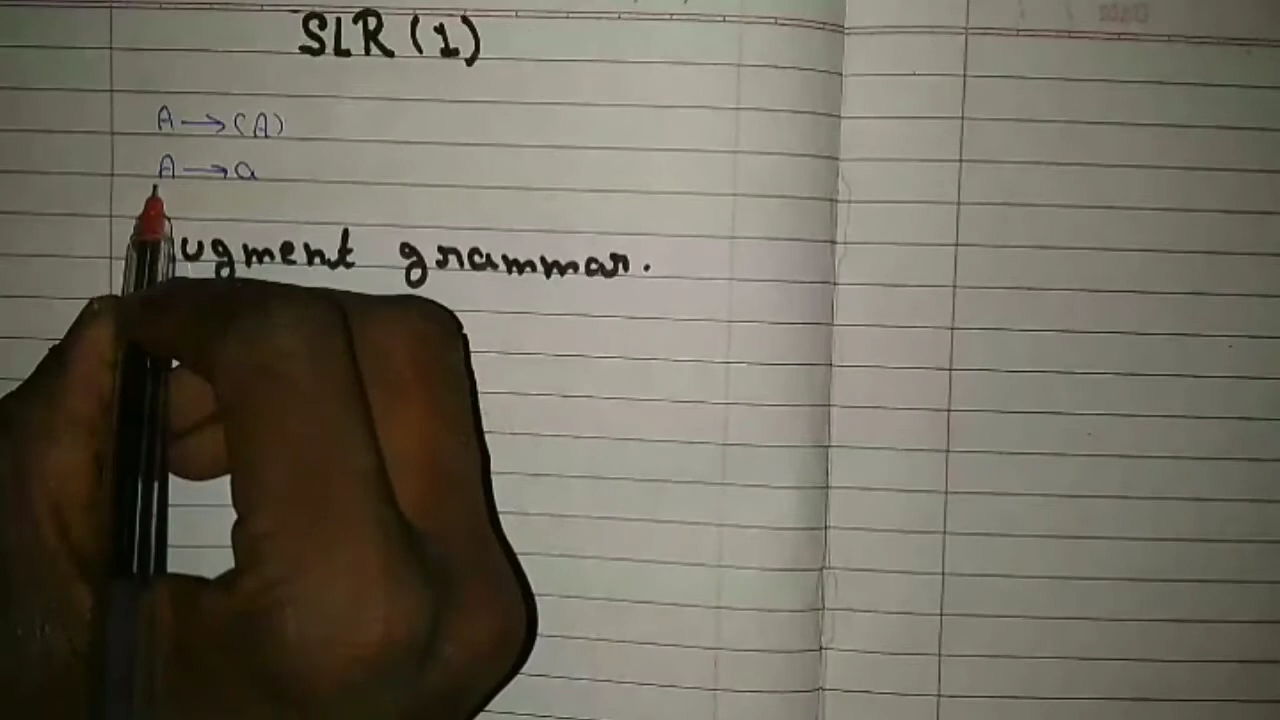 SLR (1)
A → (A)
A → a
ugment grammar.